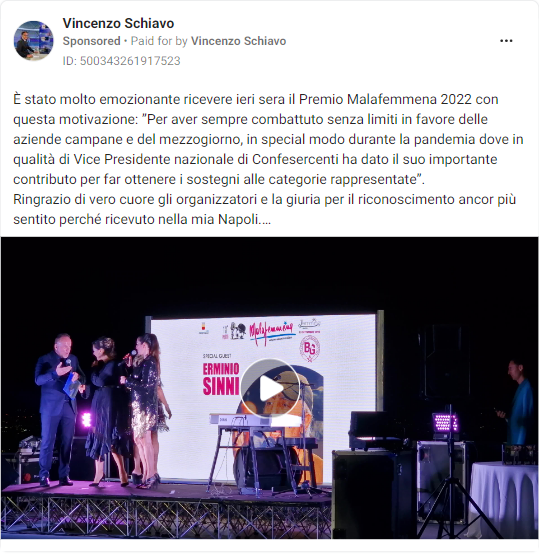 Vincenzo Schiavo
Sponsored • Paid for by Vincenzo Schiavo
ID: 500343261917523
È stato molto emozionante ricevere ieri sera il Premio Malafemmena 2022 con
questa motivazione: ”Per aver sempre combattuto senza limiti in favore delle
aziende campane e del mezzogiorno, in special modo durante la pandemia dove in
qualità di Vice Presidente nazionale di Confesercenti ha dato il suo importante
contributo per far ottenere i sostegni alle categorie rappresentate”.
Ringrazio di vero cuore gli organizzatori e la giuria per il riconoscimento ancor più
sentito perché ricevuto nella mia Napoli....
Malafemmena
SPECIAL GUEST
ERMINIO
SINNI
BG